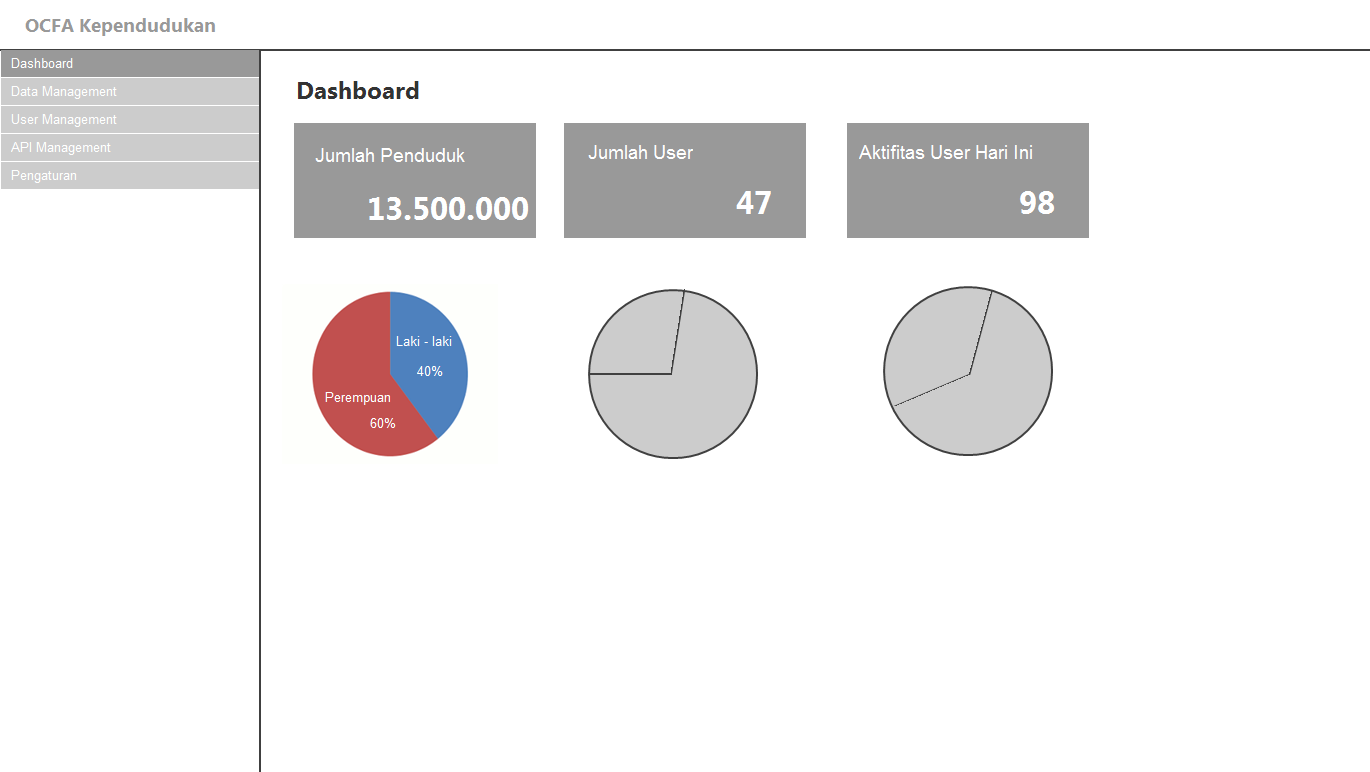 OCFA Kependudukan
Dashboard
Data Management
User Management
API Management
Pengaturan
Dashboard
Jumlah Penduduk
13.500.000
Jumlah User
47
Aktifitas User Hari Ini
98
Laki - laki
40%
Perempuan
60%